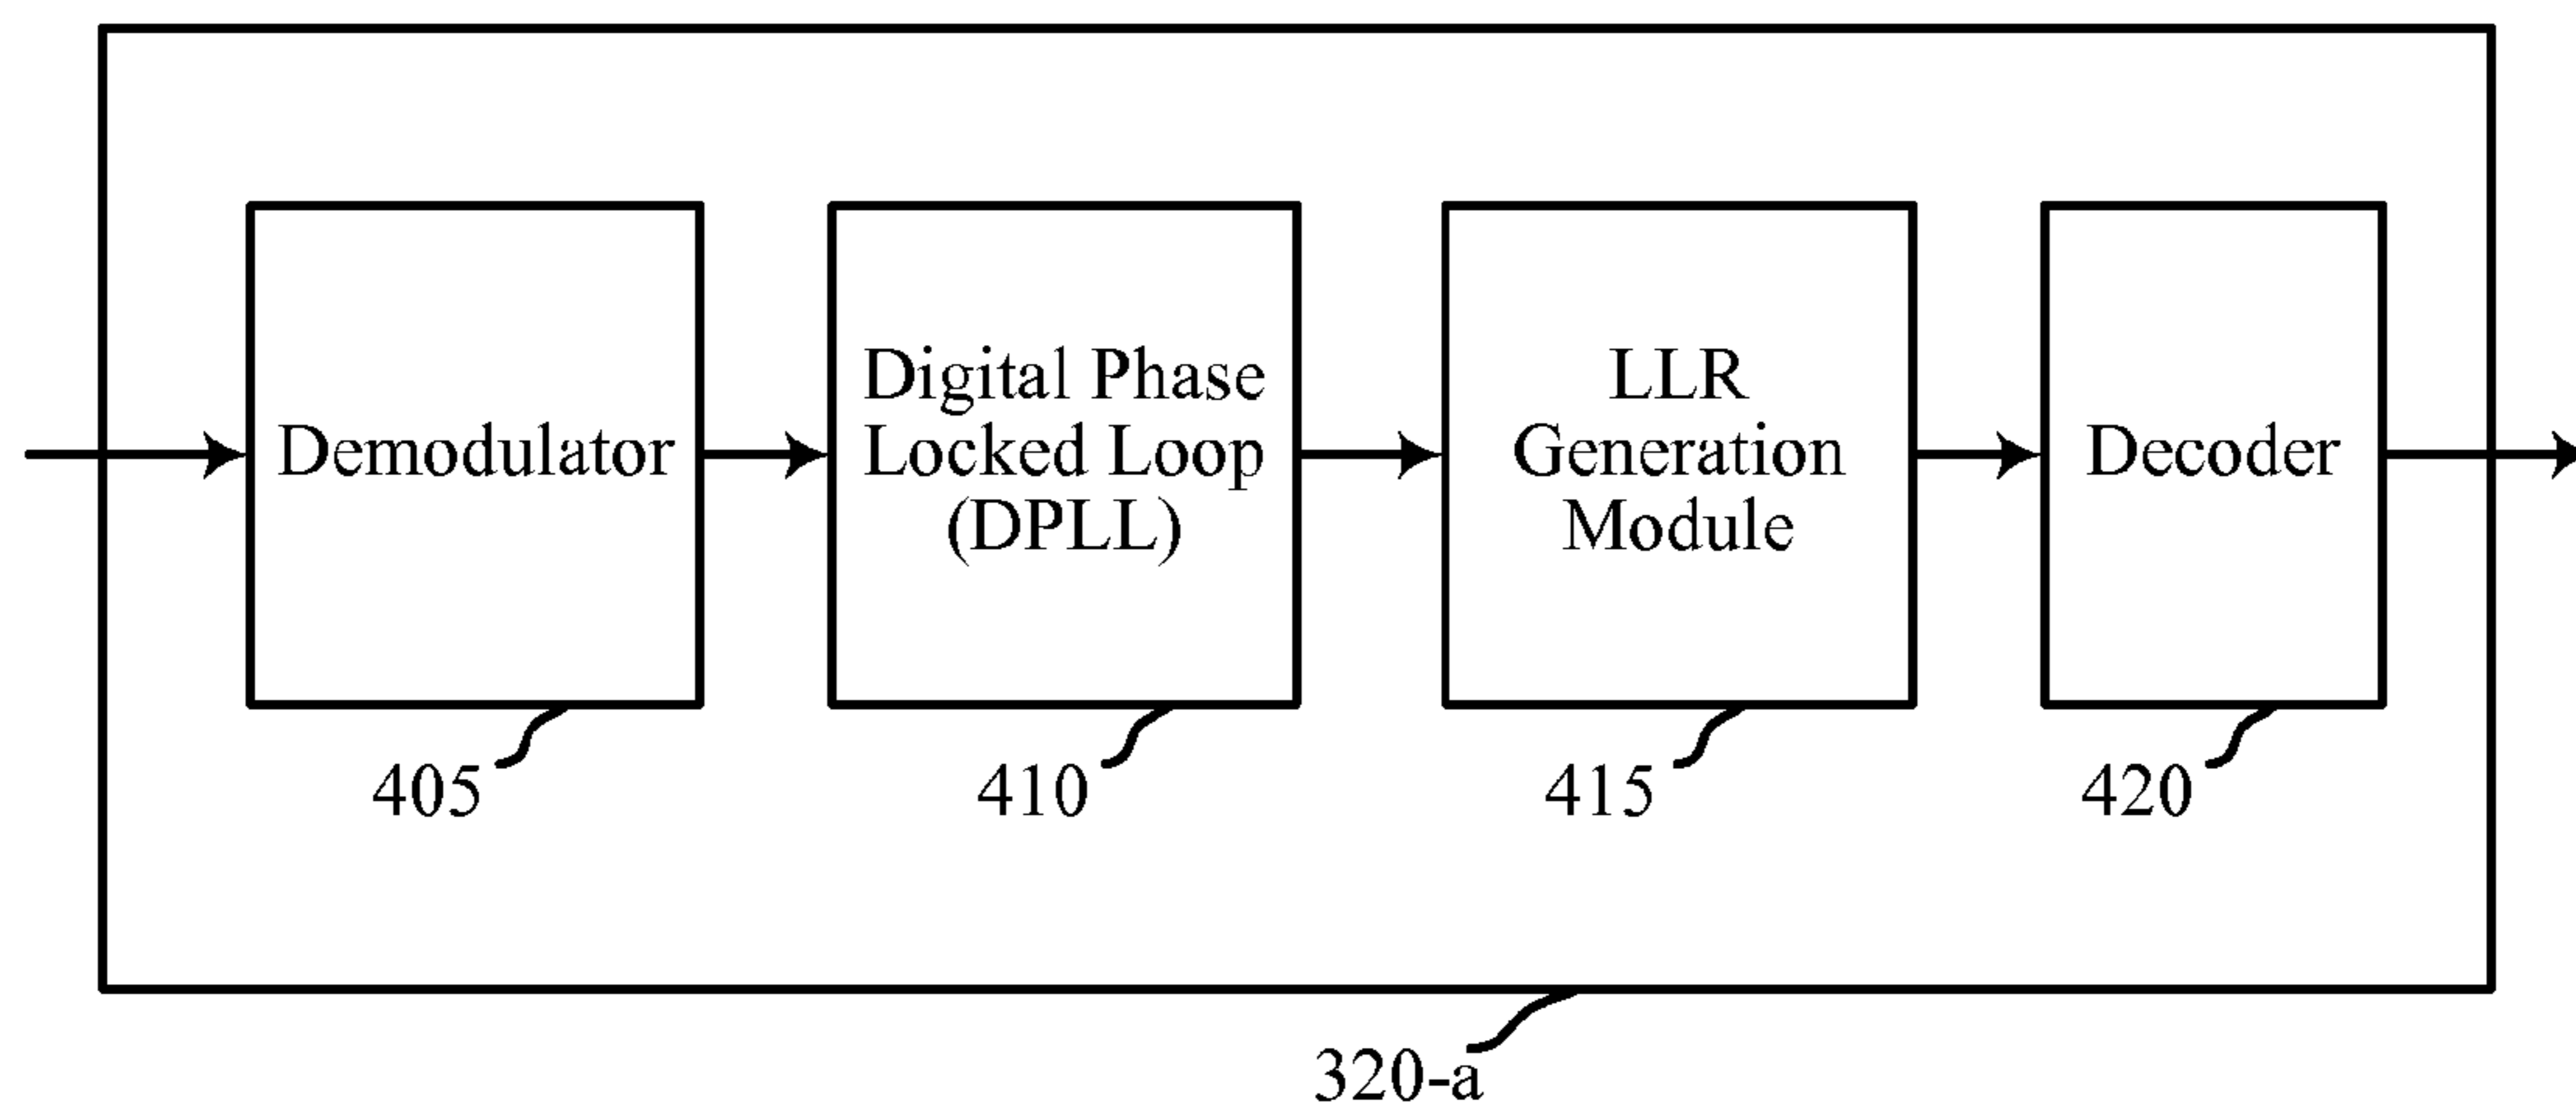 Demodulator
Digital Phase
Locked Loop
(DPLL)
LLR
Generation
Module
Decoder
405
410
415
420
320-a